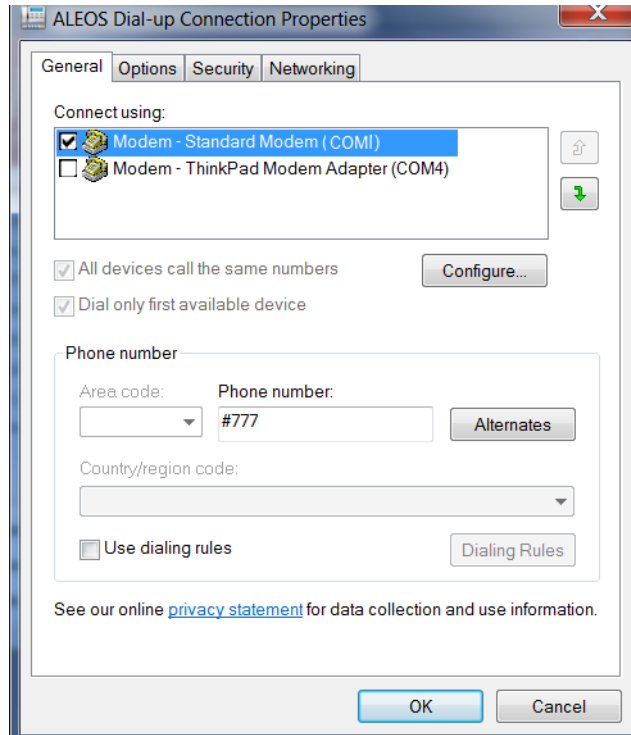 ALEOS Dial-up Connection Properties
General Options Security Networking
Connect using:
Modem - Standard Modem (COMl)
Modem - ThinkPad Modem Adapter (COM4)
All devices call the same numbers
Configure...
Dial only first available device
Phone number
Area code: Phone number:
#777
Alternates
Country/region code:
Use dialing rules
Dialing Rules
See our online privacy statement for data collection and use information.
OK Cancel